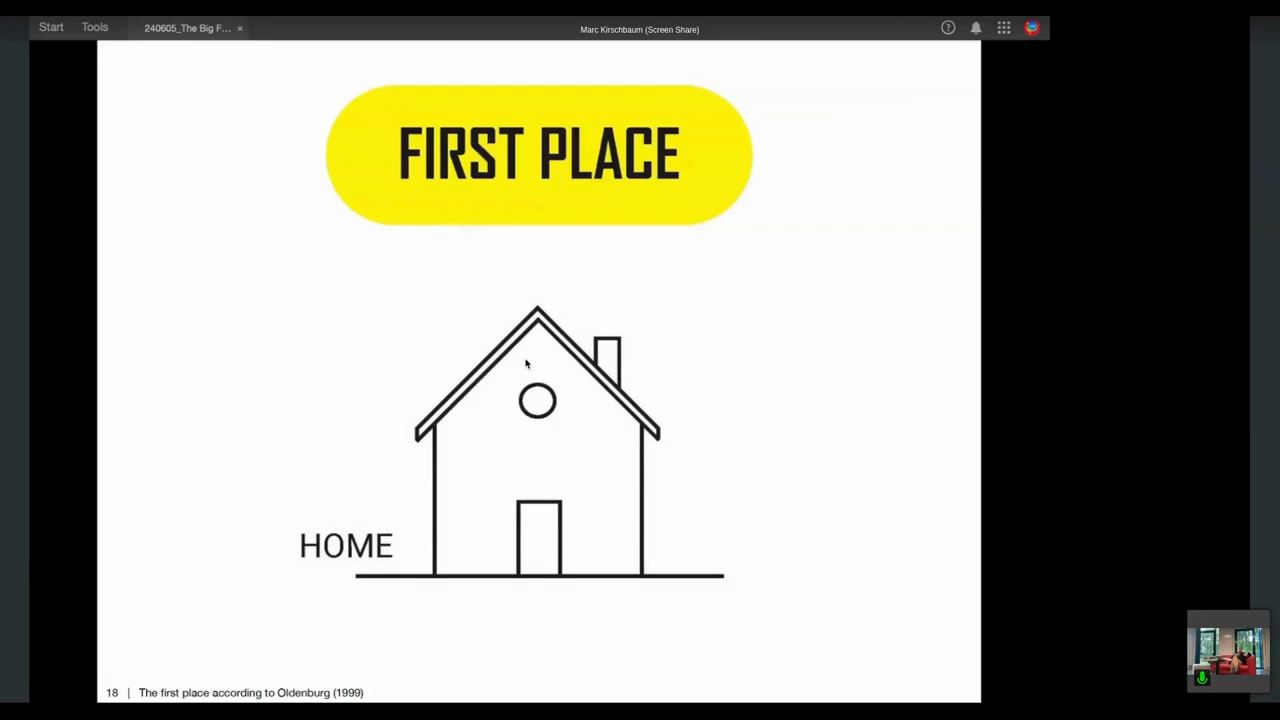 Start Tools 240605_The Big F... ×
Marc Kirschbaum (Screen Share)
FIRST PLACE
HOME
18 | The first place according to Oldenburg (1999)